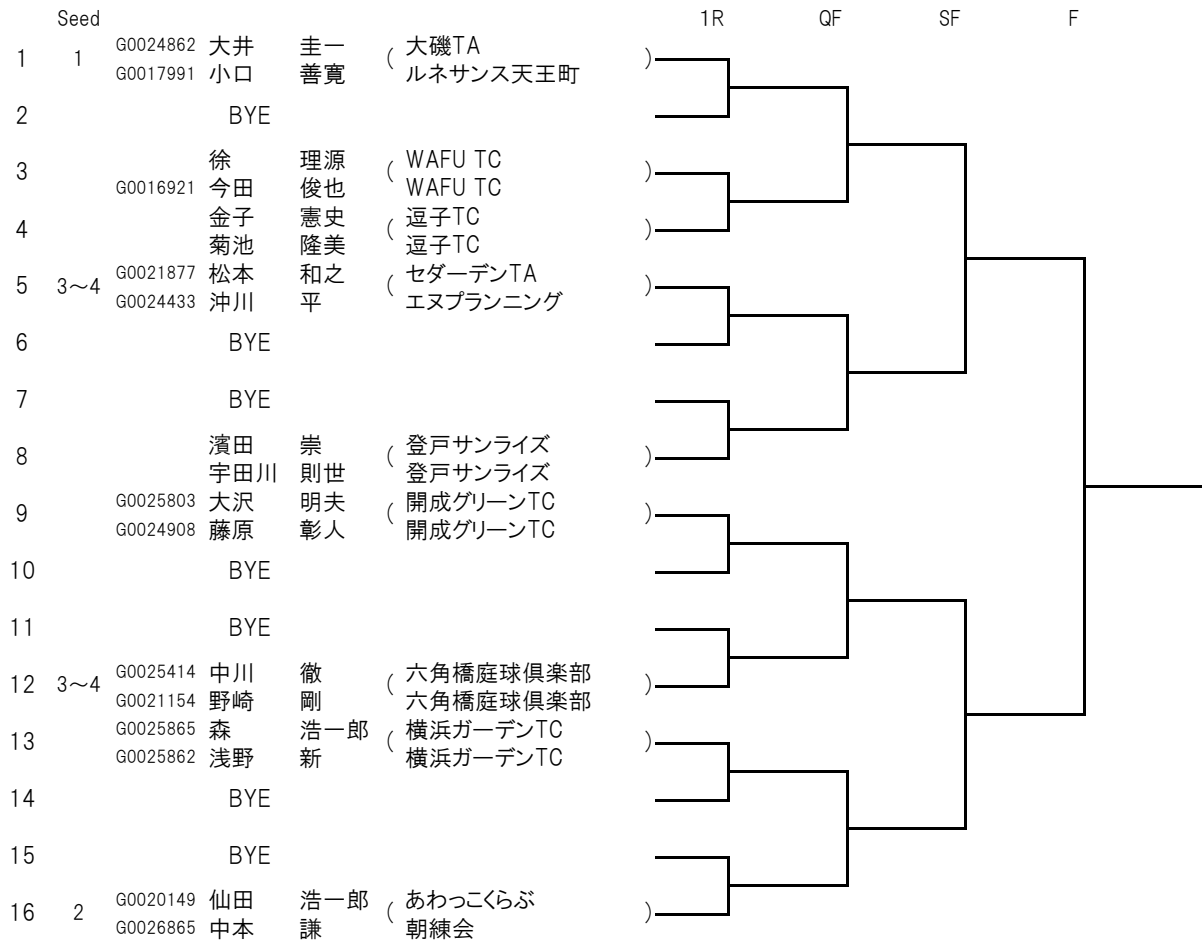 Seed 1R QF SF F
1 1 G0024862 大井 圭一 ( 大磯TA )
G0017991 小口 善寛 ルネサンス天王町
2 BYE
3 徐 理源 ( WAFU TC )
G0016921 今田 俊也 WAFU TC
4 金子 憲史 ( 逗子TC )
菊池 隆美 逗子TC
5 3～4 G0021877 松本 和之 ( セダーデンTA )
G0024433 沖川 平 エヌプランニング
6 BYE
7 BYE
8 濱田 崇 ( 登戸サンライズ )
宇田川 則世 登戸サンライズ
9 G0025803 大沢 明夫 ( 開成グリーンTC )
G0024908 藤原 彰人 開成グリーンTC
10 BYE
11 BYE
12 3～4 G0025414 中川 徹 ( 六角橋庭球倶楽部 )
G0021154 野崎 剛 六角橋庭球倶楽部
13 G0025865 森 浩一郎 ( 横浜ガーデンTC )
G0025862 浅野 新 横浜ガーデンTC
14 BYE
15 BYE
16 2 G0020149 仙田 浩一郎 ( あわっこくらぶ )
G0026865 中本 謙 朝練会